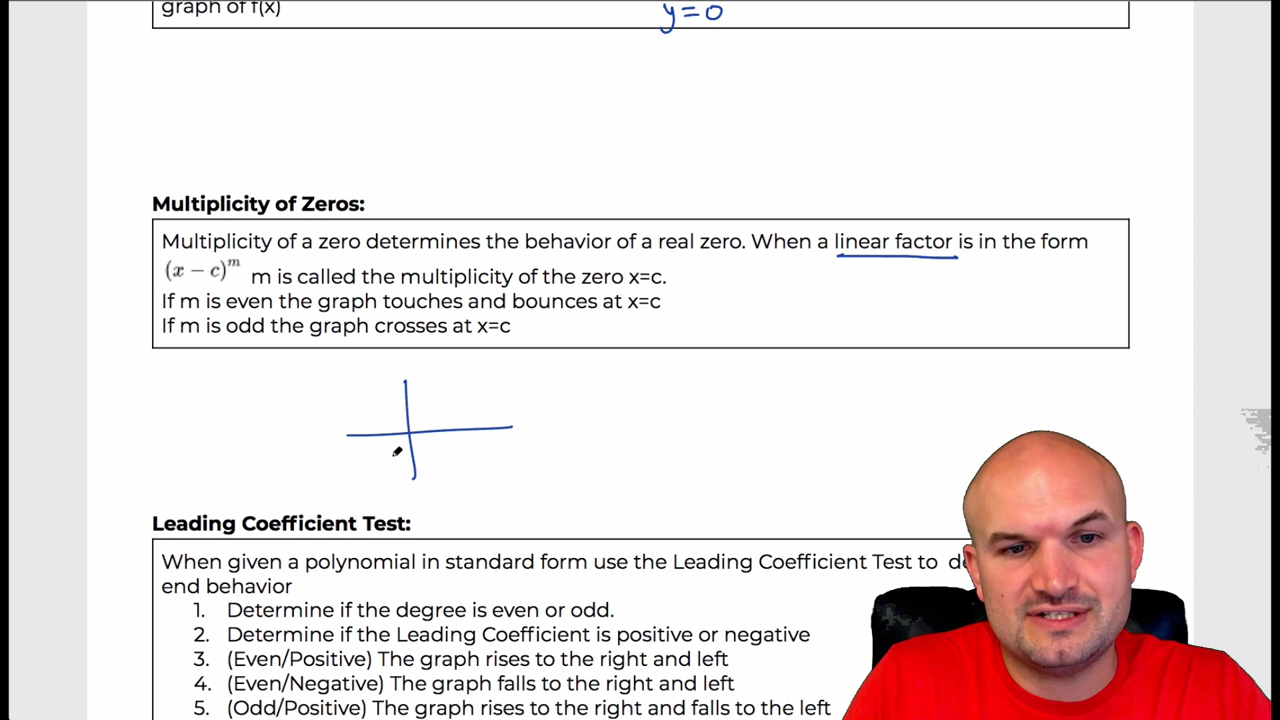 graph of f(x)
y=0
Multiplicity of Zeros:
Multiplicity of a zero determines the behavior of a real zero. When a linear factor is in the form
(x − c)^m m is called the multiplicity of the zero x=c.
If m is even the graph touches and bounces at x=c
If m is odd the graph crosses at x=c
Leading Coefficient Test:
When given a polynomial in standard form use the Leading Coefficient Test to
end behavior
1. Determine if the degree is even or odd.
2. Determine if the Leading Coefficient is positive or negative
3. (Even/Positive) The graph rises to the right and left
4. (Even/Negative) The graph falls to the right and left
5. (Odd/Positive) The graph rises to the right and falls to the left